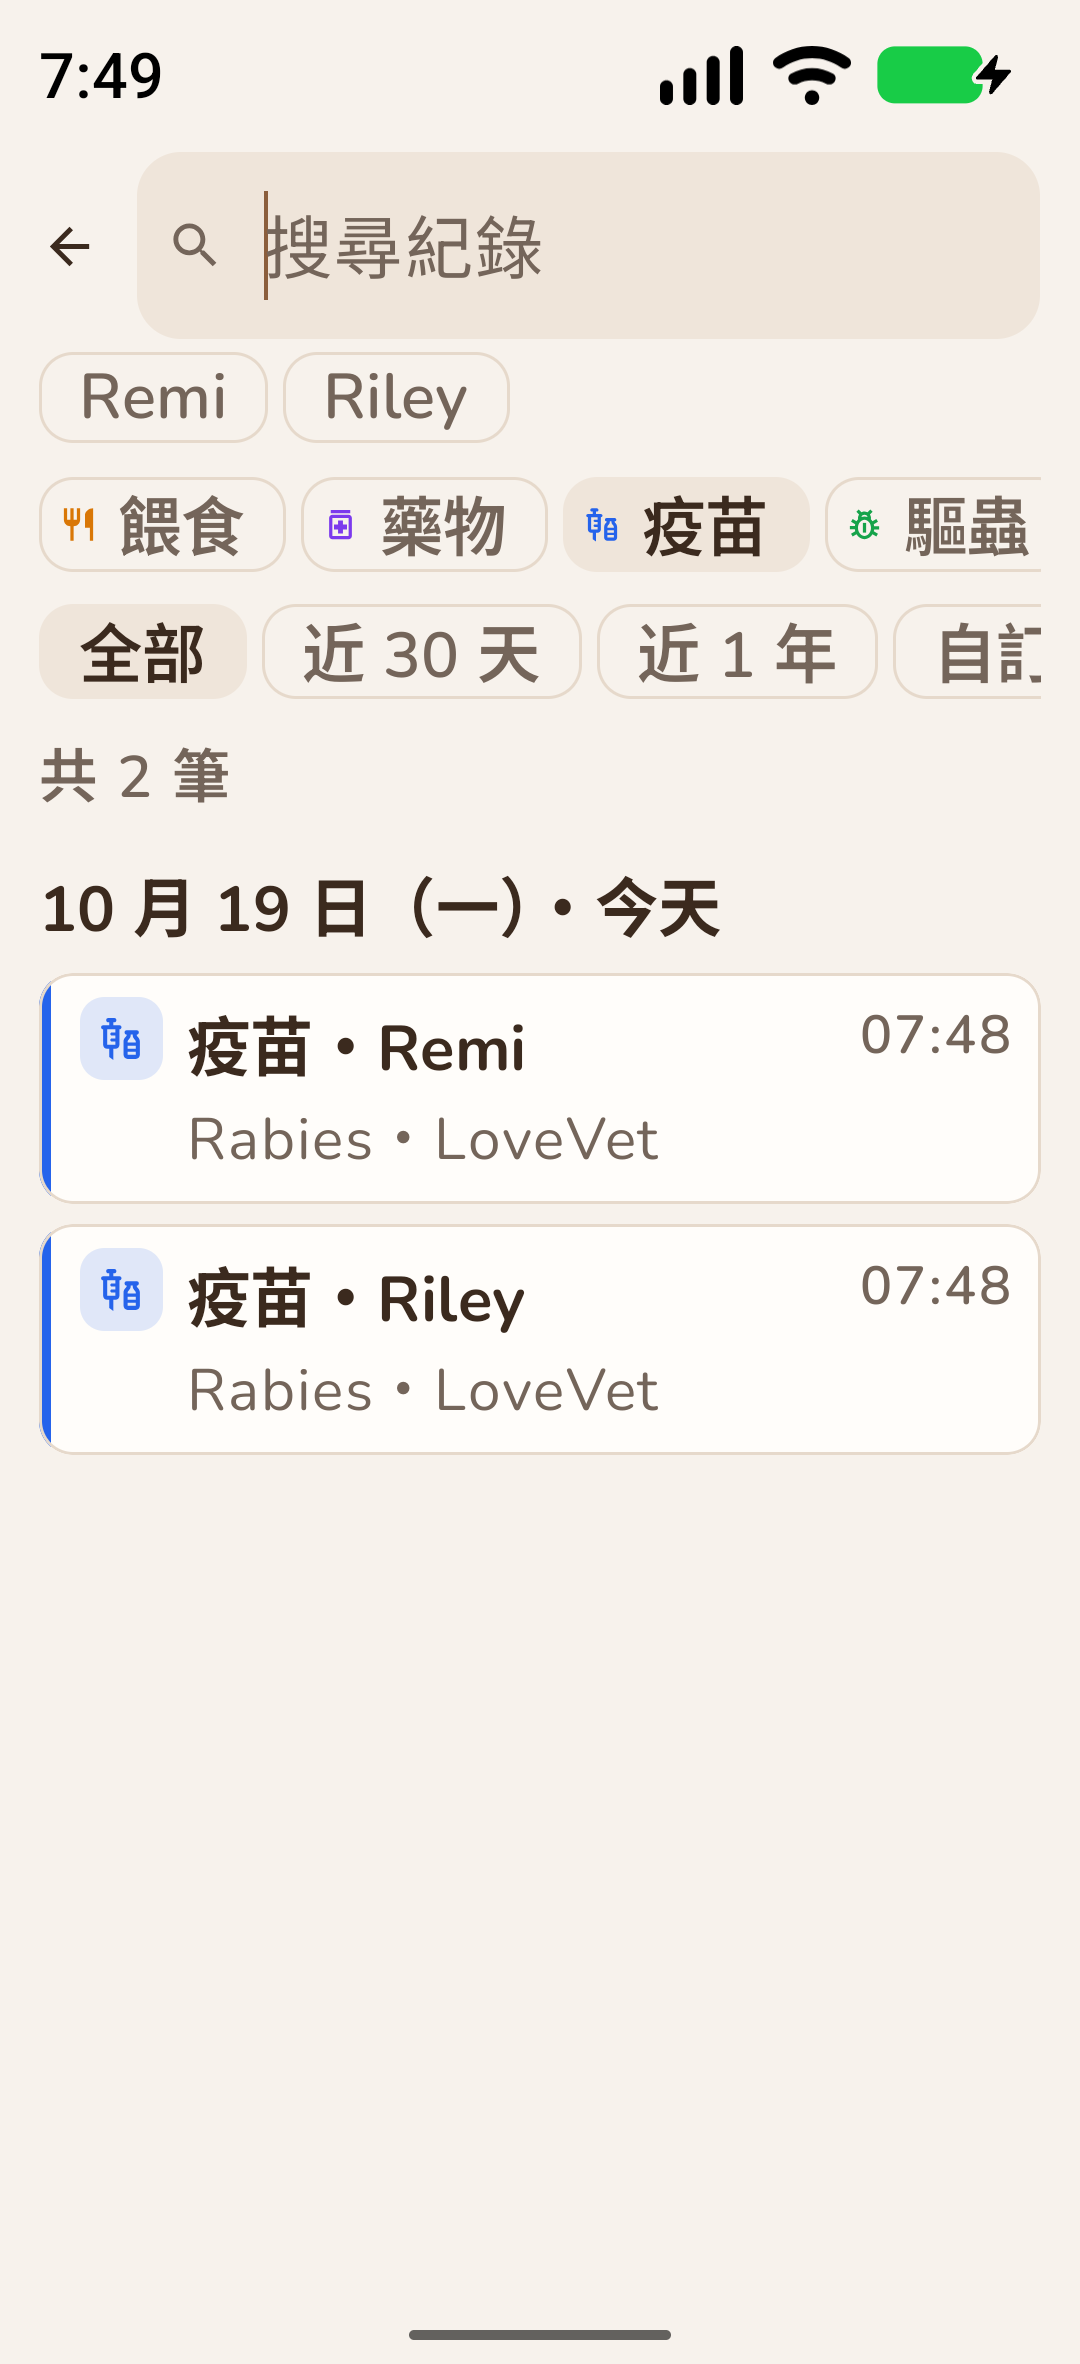 7:49
搜尋紀錄
Remi Riley
餵食 藥物 疫苗 驅蟲
全部 近 30 天 近 1 年 自訂
共 2 筆
10 月 19 日（一）• 今天
疫苗 • Remi 07:48
Rabies • LoveVet
疫苗 • Riley 07:48
Rabies • LoveVet